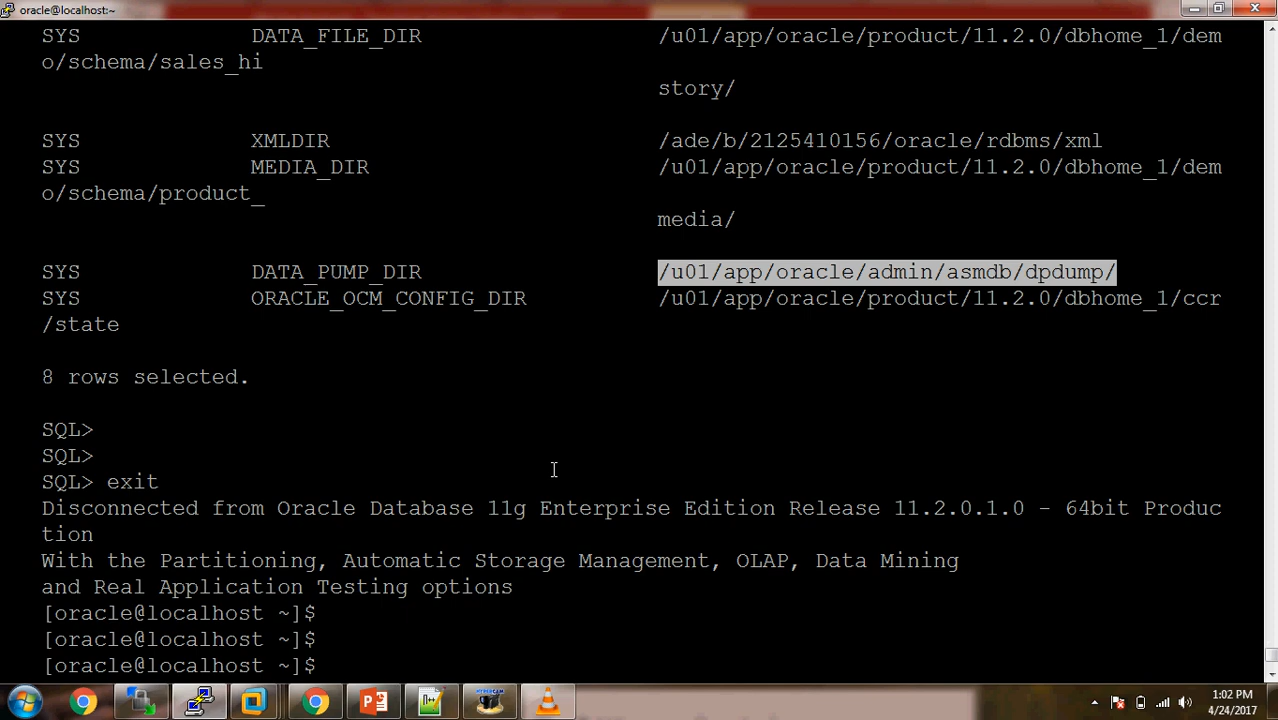 oracle@localhost:~
SYS DATA_FILE_DIR /u01/app/oracle/product/11.2.0/dbhome_1/dem
o/schema/sales_hi
story/
SYS XMLDIR /ade/b/2125410156/oracle/rdbms/xml
SYS MEDIA_DIR /u01/app/oracle/product/11.2.0/dbhome_1/dem
o/schema/product_
media/
SYS DATA_PUMP_DIR /u01/app/oracle/admin/asmdb/dpdump/
SYS ORACLE_OCM_CONFIG_DIR /u01/app/oracle/product/11.2.0/dbhome_1/ccr
/state
8 rows selected.
SQL>
SQL>
SQL> exit
Disconnected from Oracle Database 11g Enterprise Edition Release 11.2.0.1.0 - 64bit Produc
tion
With the Partitioning, Automatic Storage Management, OLAP, Data Mining
and Real Application Testing options
[oracle@localhost ~]$
[oracle@localhost ~]$
[oracle@localhost ~]$
HYPERCAM
1:02 PM
4/24/2017